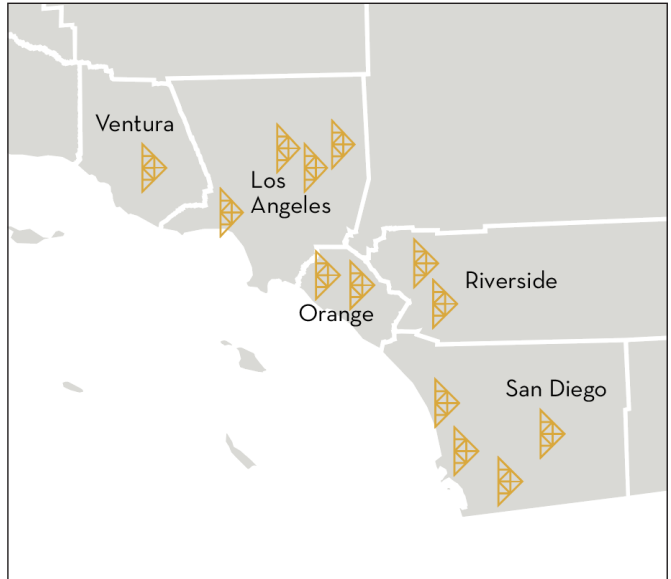 Ventura
Los
Angeles
Orange
Riverside
San Diego